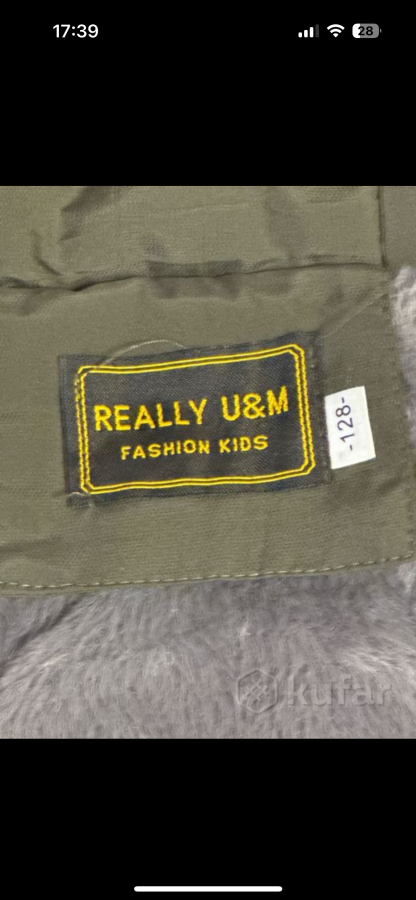 17:39
28
REALLY U&M
FASHION KIDS
-128-
kufar